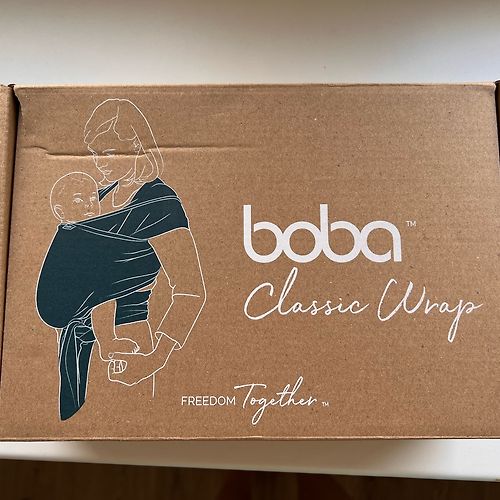 boba™
Classic Wrap
FREEDOM Together™